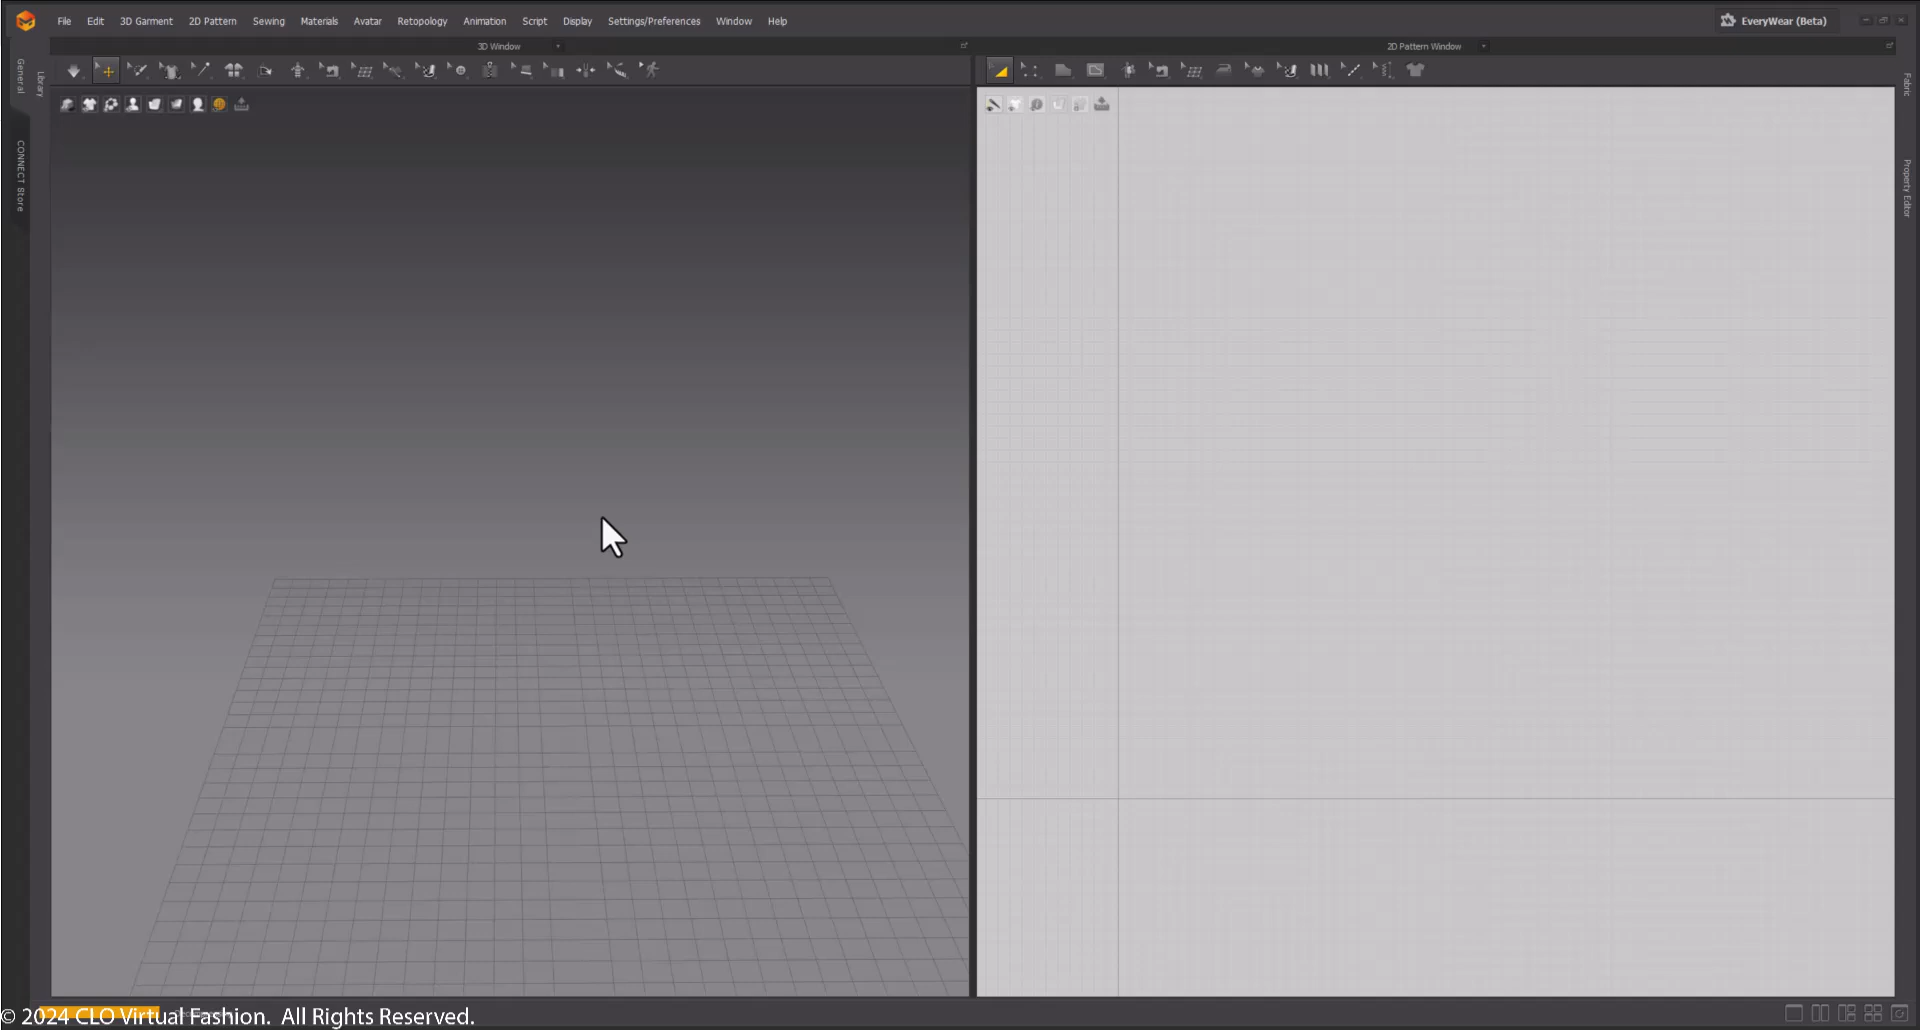 File Edit 3D Garment 2D Pattern Sewing Materials Avatar Retopology Animation Script Display Settings/Preferences Window Help EveryWear (Beta)
3D Window 2D Pattern Window
General
Library
CONNECT Store
Fabric
Property Editor
© 2024 CLO Virtual Fashion. All Rights Reserved.